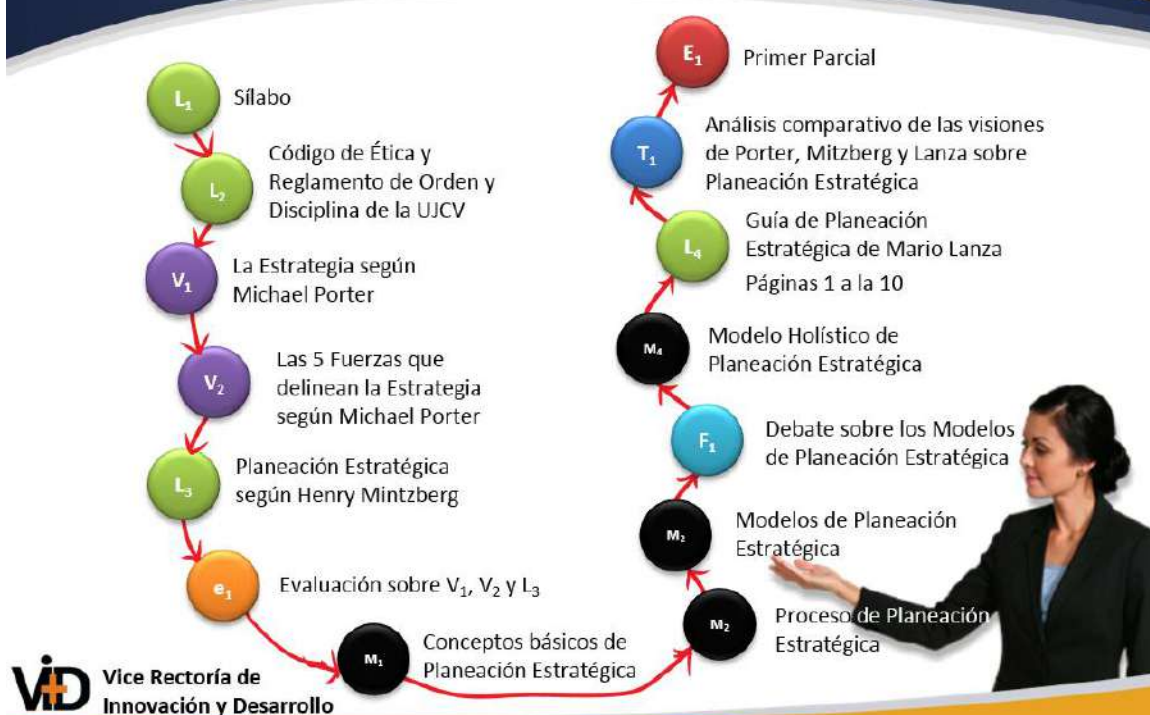 L₁
Sílabo
L₂
Código de Ética y
Reglamento de Orden y
Disciplina de la UJCV
V₁
La Estrategia según
Michael Porter
V₂
Las 5 Fuerzas que
delinean la Estrategia
según Michael Porter
L₃
Planeación Estratégica
según Henry Mintzberg
e₁
Evaluación sobre V₁, V₂ y L₃
M₁
Conceptos básicos de
Planeación Estratégica
M₂
Proceso de Planeación
Estratégica
M₂
Modelos de Planeación
Estratégica
F₁
Debate sobre los Modelos
de Planeación Estratégica
M₄
Modelo Holístico de
Planeación Estratégica
L₄
Guía de Planeación
Estratégica de Mario Lanza
Páginas 1 a la 10
T₁
Análisis comparativo de las visiones
de Porter, Mitzberg y Lanza sobre
Planeación Estratégica
E₁
Primer Parcial
ViD
Vice Rectoría de
Innovación y Desarrollo